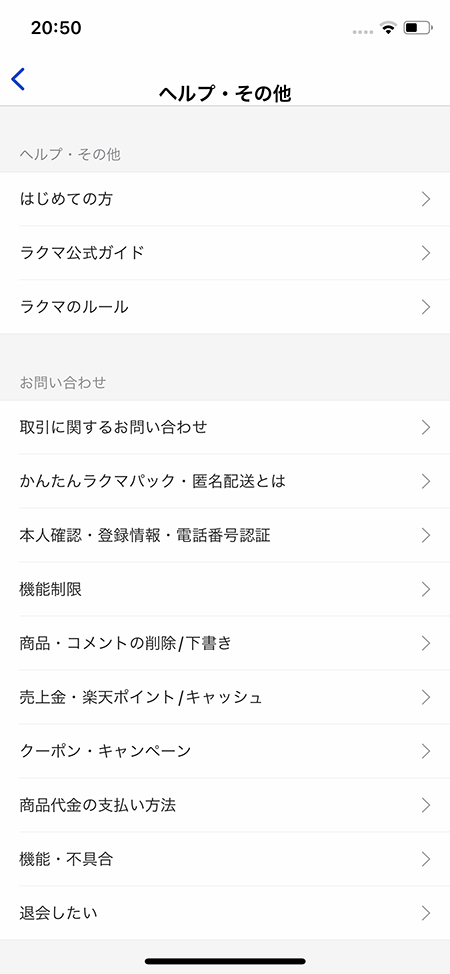 20:50
ヘルプ・その他
ヘルプ・その他
はじめての方
ラクマ公式ガイド
ラクマのルール
お問い合わせ
取引に関するお問い合わせ
かんたんラクマパック・匿名配送とは
本人確認・登録情報・電話番号認証
機能制限
商品・コメントの削除/下書き
売上金・楽天ポイント/キャッシュ
クーポン・キャンペーン
商品代金の支払い方法
機能・不具合
退会したい